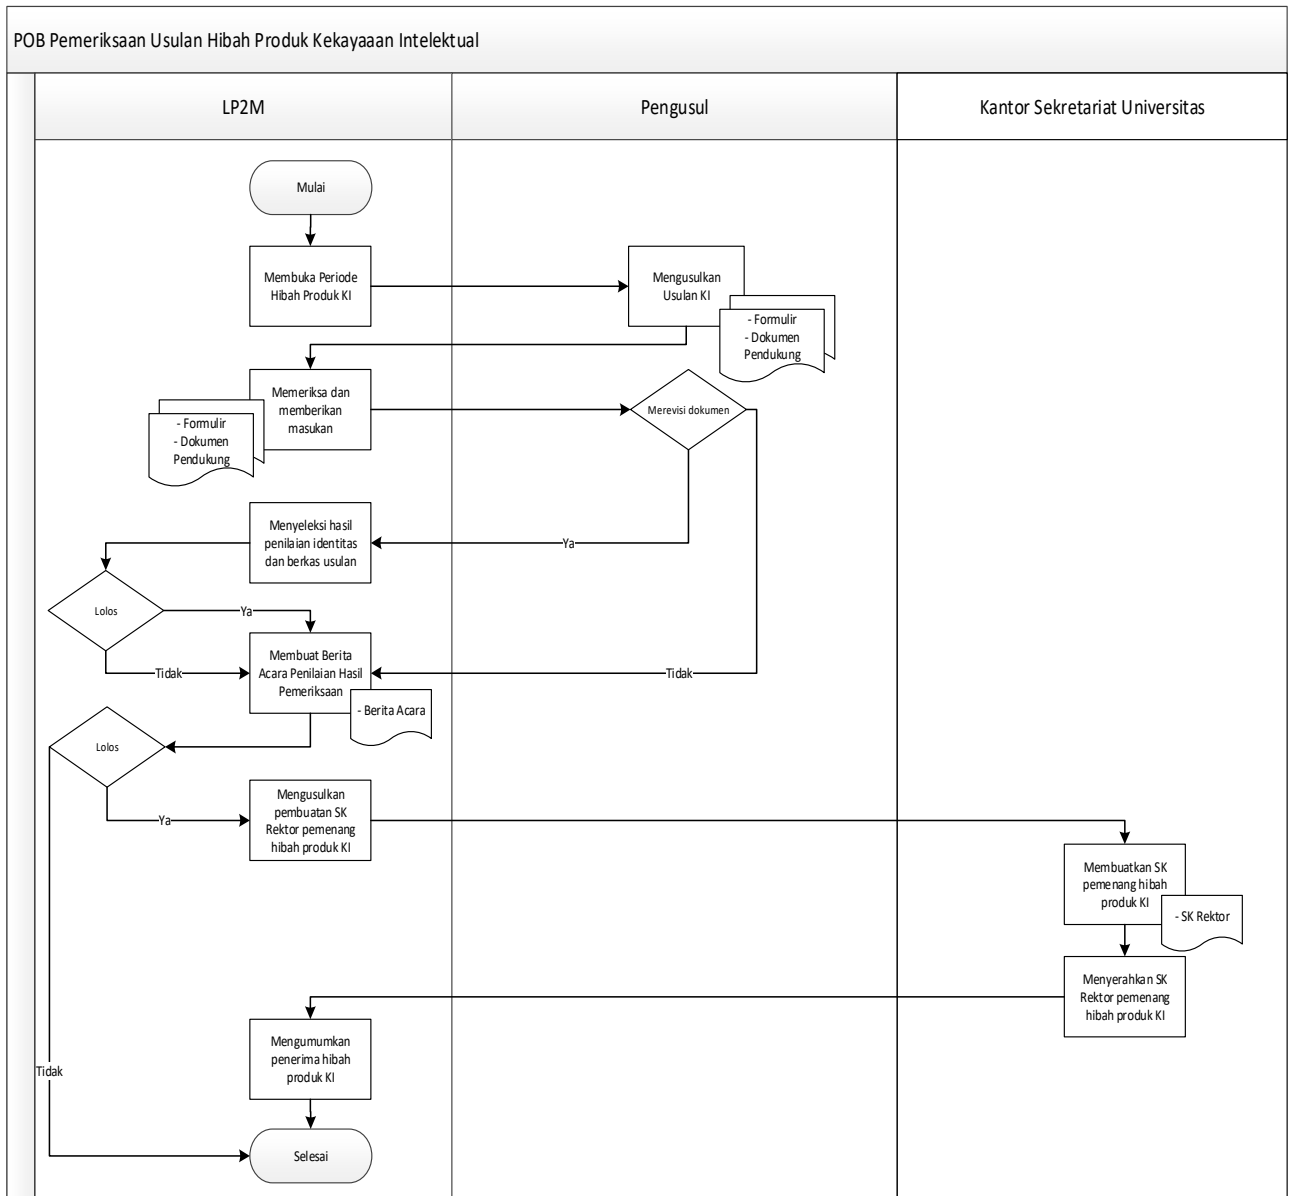 POB Pemeriksaan Usulan Hibah Produk Kekayaaan Intelektual
LP2M
Pengusul
Kantor Sekretariat Universitas
Mulai
Membuka Periode
Hibah Produk KI
Mengusulkan
Usulan KI
- Formulir
- Dokumen
Pendukung
Memeriksa dan
memberikan
masukan
- Formulir
- Dokumen
Pendukung
Merevisi dokumen
Menyeleksi hasil
penilaian identitas
dan berkas usulan
Ya
Lolos
Ya
Tidak
Membuat Berita
Acara Penilaian Hasil
Pemeriksaan
Tidak
- Berita Acara
Lolos
Ya
Mengusulkan
pembuatan SK
Rektor pemenang
hibah produk KI
Membuatkan SK
pemenang hibah
produk KI
- SK Rektor
Menyerahkan SK
Rektor pemenang
hibah produk KI
Mengumumkan
penerima hibah
produk KI
Tidak
Selesai